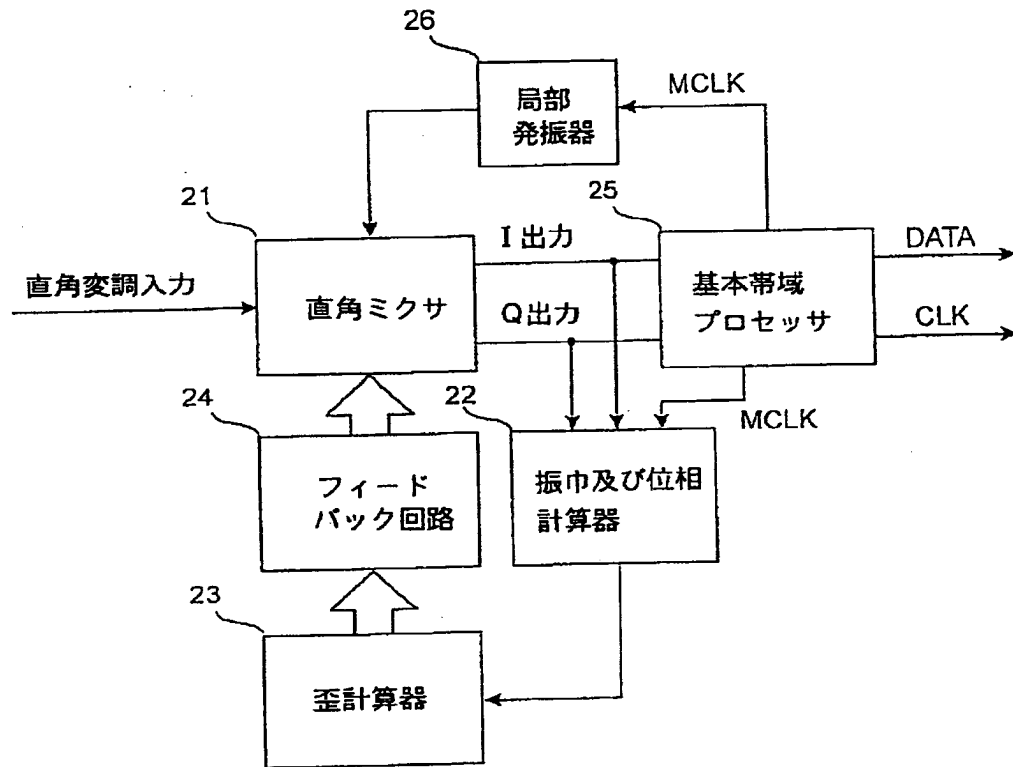 26
局部
発振器
MCLK
21
25
I 出力
DATA
直角変調入力
直角ミクサ
基本帯域
プロセッサ
Q出力
CLK
24
22
MCLK
フィード
バック回路
振巾及び位相
計算器
23
歪計算器